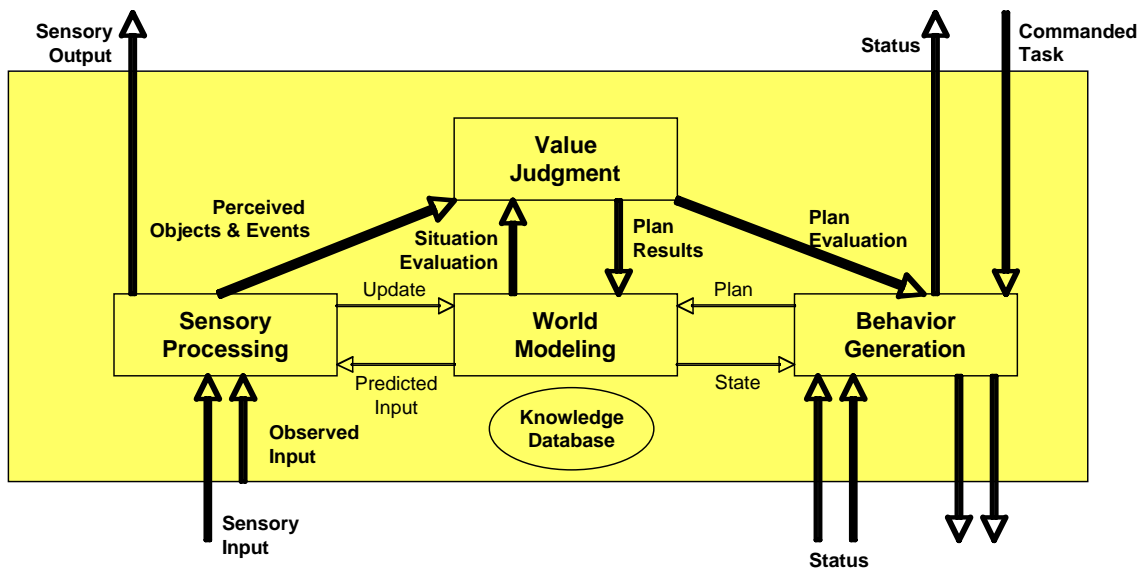 Sensory
Output
Status
Commanded
Task
Value
Judgment
Perceived
Objects & Events
Situation
Evaluation
Plan
Results
Plan
Evaluation
Update
Plan
Sensory
Processing
World
Modeling
Behavior
Generation
Predicted
Input
State
Knowledge
Database
Observed
Input
Sensory
Input
Status